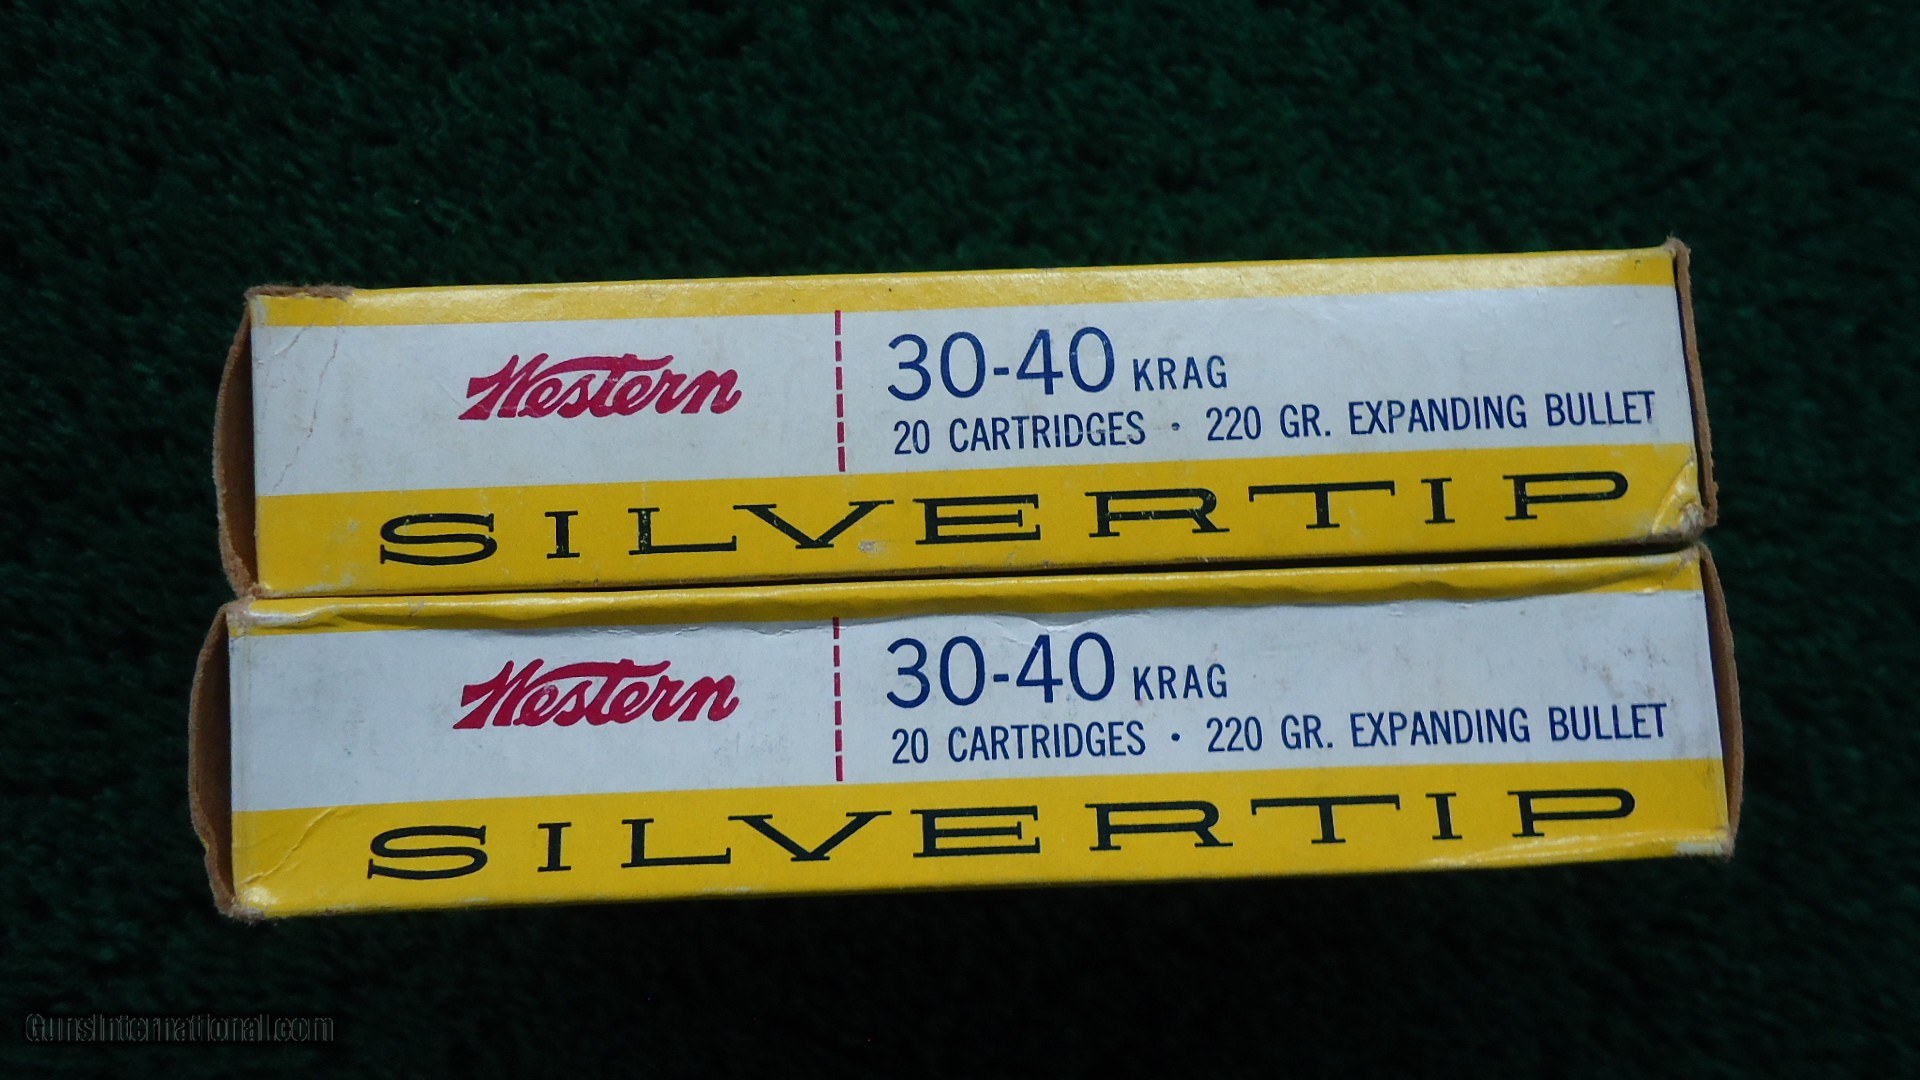 Western
30-40 KRAG
20 CARTRIDGES · 220 GR. EXPANDING BULLET
SILVERTIP
Western
30-40 KRAG
20 CARTRIDGES · 220 GR. EXPANDING BULLET
SILVERTIP
GunsInternational.com